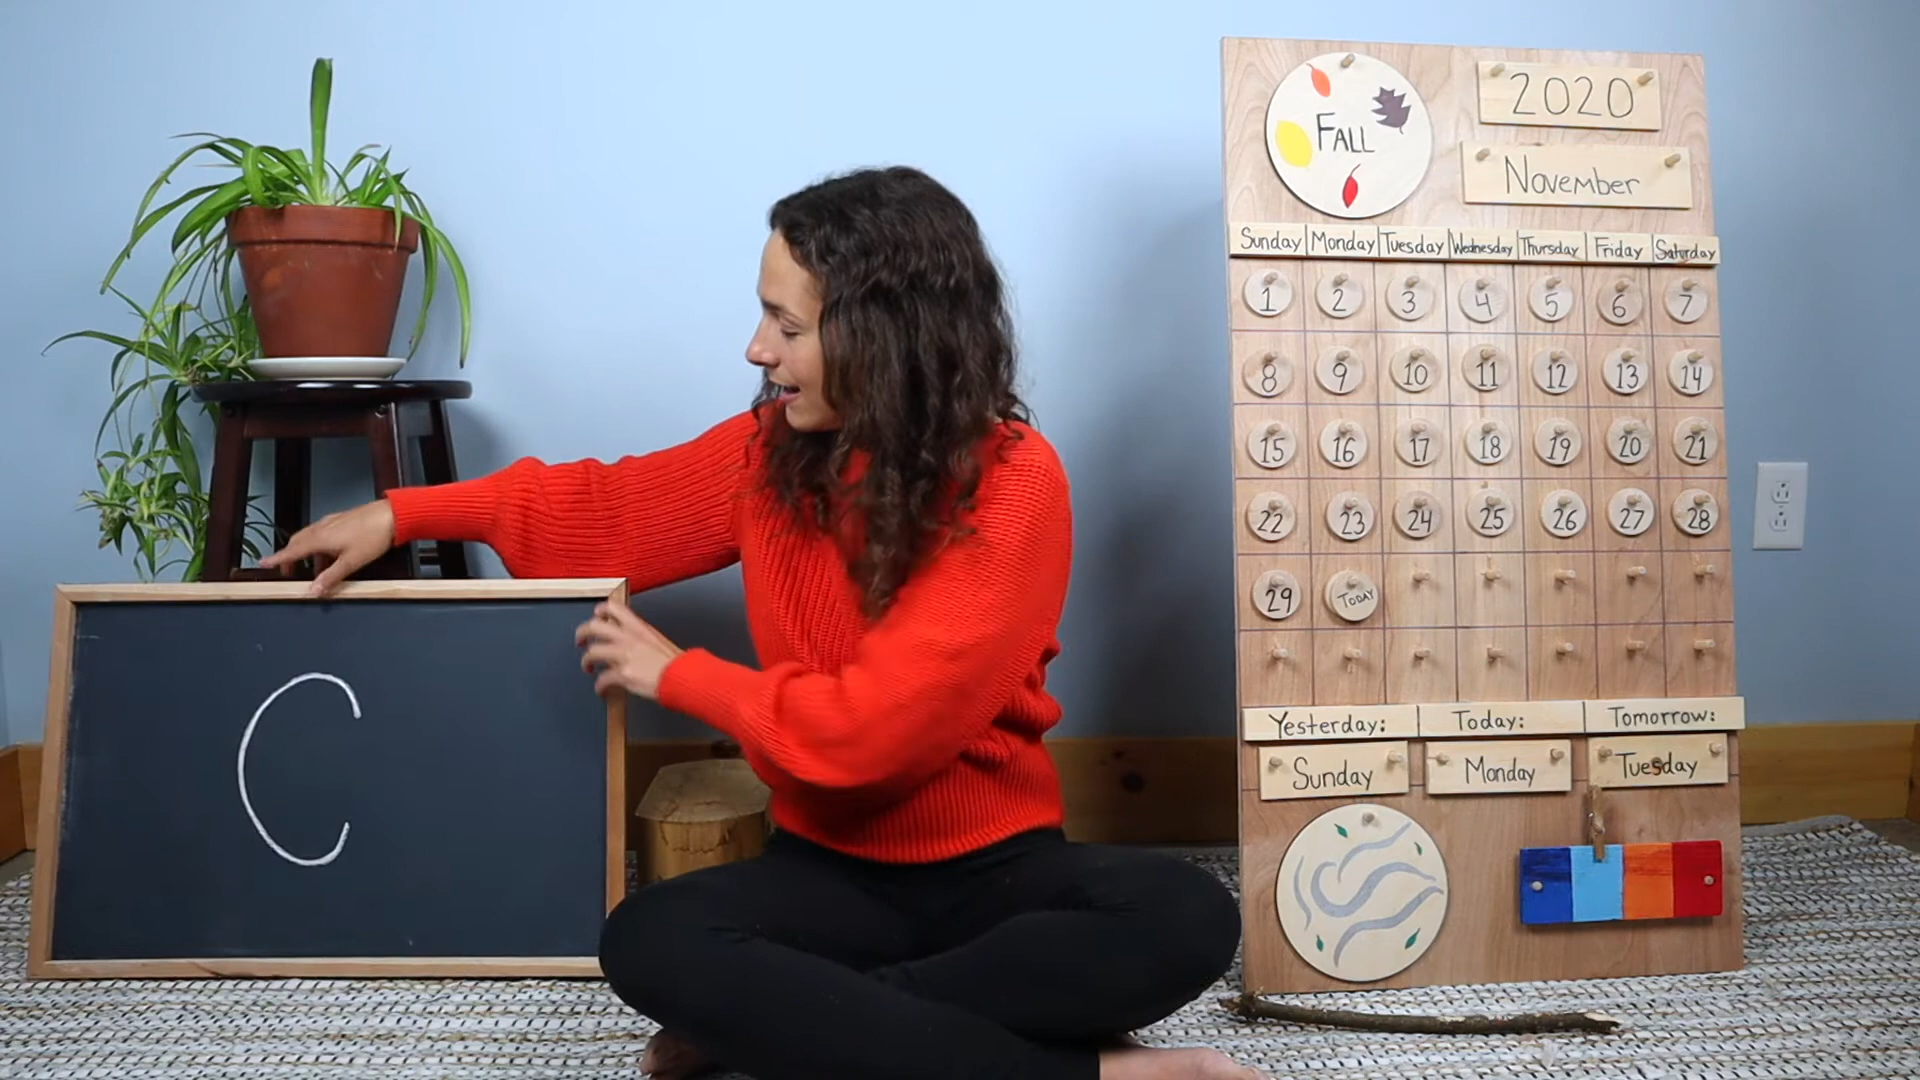 C
FALL
2020
November
Sunday Monday Tuesday Wednesday Thursday Friday Saturday
1 2 3 4 5 6 7
8 9 10 11 12 13 14
15 16 17 18 19 20 21
22 23 24 25 26 27 28
29 TODAY
Yesterday: Today: Tomorrow:
Sunday Monday Tuesday